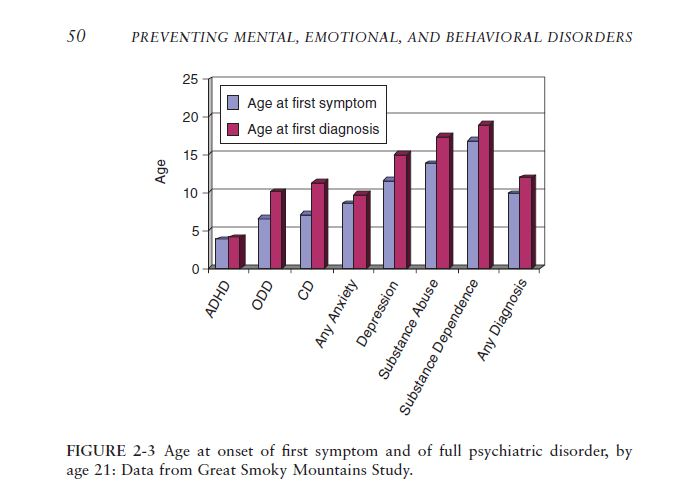 50 PREVENTING MENTAL, EMOTIONAL, AND BEHAVIORAL DISORDERS
25
Age at first symptom
20
Age at first diagnosis
15
Age
10
5
0
ADHD
ODD
CD
Any Anxiety
Depression
Substance Abuse
Substance Dependence
Any Diagnosis
FIGURE 2-3 Age at onset of first symptom and of full psychiatric disorder, by
age 21: Data from Great Smoky Mountains Study.